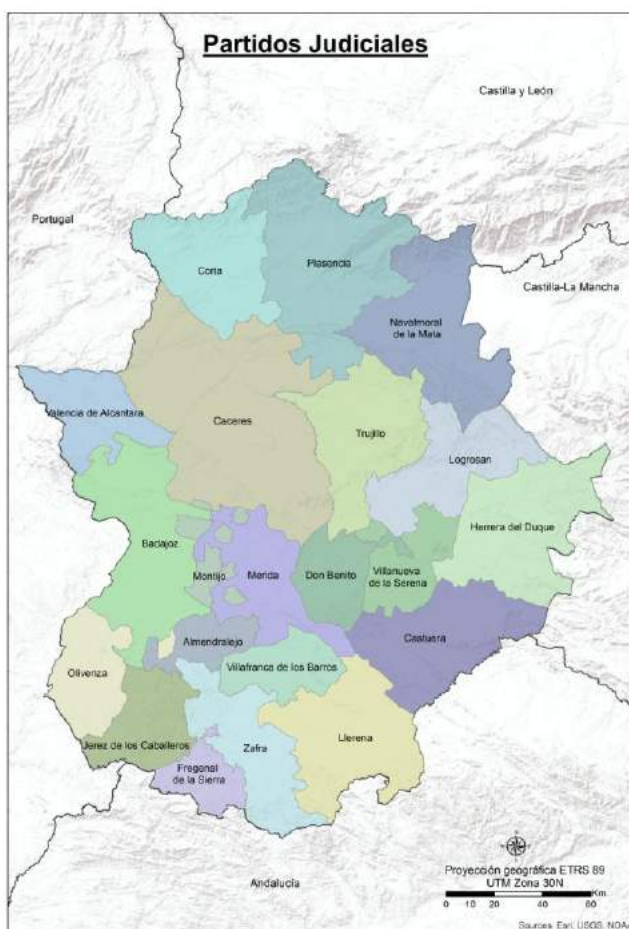 Partidos Judiciales
Castilla y León
Portugal
Coria
Plasencia
Castilla-La Mancha
Navalmoral
de la Mata
Valencia de Alcantara
Caceres
Trujillo
Logrosan
Herrera del Duque
Badajoz
Montijo
Merida
Don Benito
Villanueva
de la Serena
Almendralejo
Castuera
Villafranca de los Barros
Olivenza
Jerez de los Caballeros
Zafra
Llerena
Fregenal
de la Sierra
Andalucía
Proyección geográfica ETRS 89
UTM Zona 30N
Km
0 10 20 40 60 80
Sources: Esri, USGS, NOAA